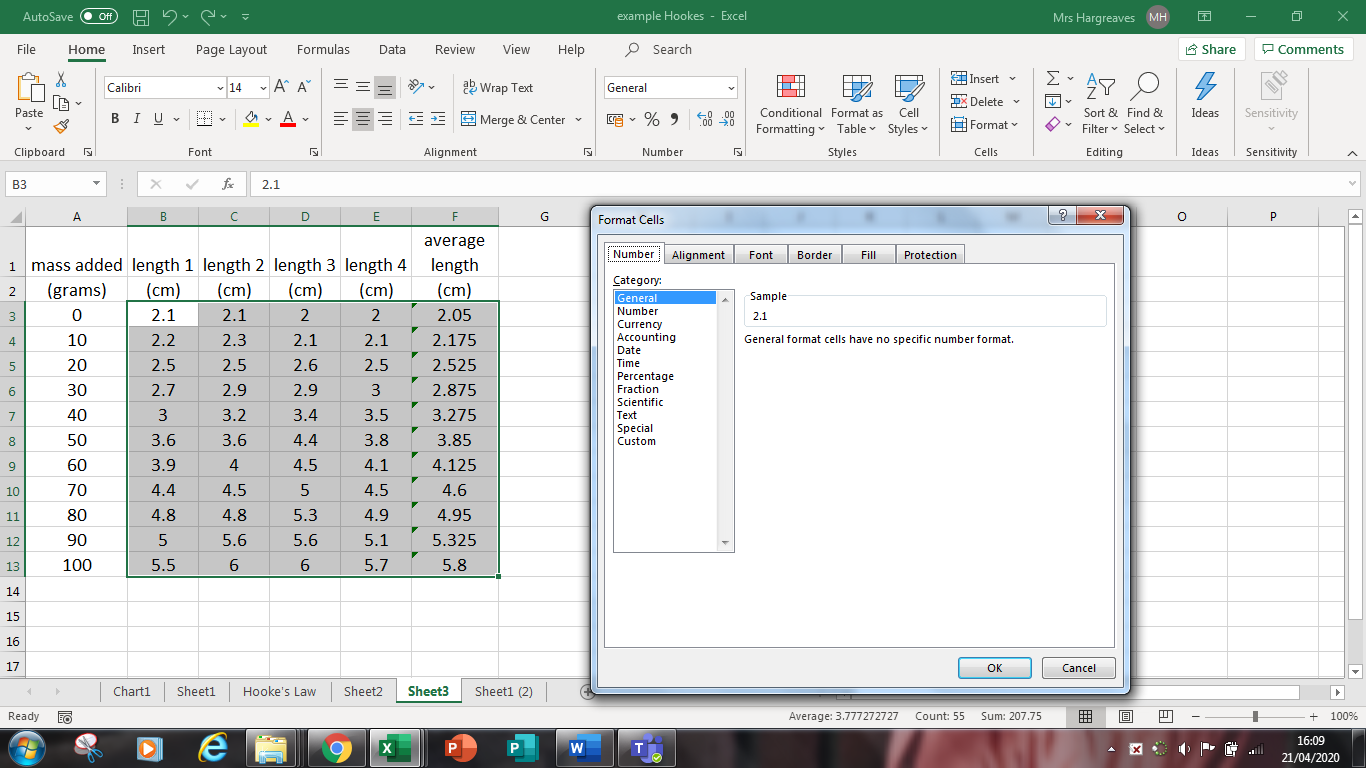 AutoSave Off example Hookes - Excel Mrs Hargreaves MH
File Home Insert Page Layout Formulas Data Review View Help Search Share Comments
Paste
Clipboard
Calibri 14
B I U
Font
Wrap Text
Merge & Center
Alignment
General
Number
Conditional Formatting
Format as Table
Cell Styles
Styles
Insert
Delete
Format
Cells
Sort & Filter
Find & Select
Editing
Ideas
Ideas
Sensitivity
Sensitivity
B3 fx 2.1
A B C D E F G O P
1 mass added length 1 length 2 length 3 length 4 average length
2 (grams) (cm) (cm) (cm) (cm) (cm)
3 0 2.1 2.1 2 2 2.05
4 10 2.2 2.3 2.1 2.1 2.175
5 20 2.5 2.5 2.6 2.5 2.525
6 30 2.7 2.9 2.9 3 2.875
7 40 3 3.2 3.4 3.5 3.275
8 50 3.6 3.6 4.4 3.8 3.85
9 60 3.9 4 4.5 4.1 4.125
10 70 4.4 4.5 5 4.5 4.6
11 80 4.8 4.8 5.3 4.9 4.95
12 90 5 5.6 5.6 5.1 5.325
13 100 5.5 6 6 5.7 5.8
14
15
16
17
Format Cells
Number Alignment Font Border Fill Protection
Category:
General
Number
Currency
Accounting
Date
Time
Percentage
Fraction
Scientific
Text
Special
Custom
Sample
2.1
General format cells have no specific number format.
OK Cancel
Chart1 Sheet1 Hooke's Law Sheet2 Sheet3 Sheet1 (2)
Ready Average: 3.777272727 Count: 55 Sum: 207.75 100%
16:09
21/04/2020